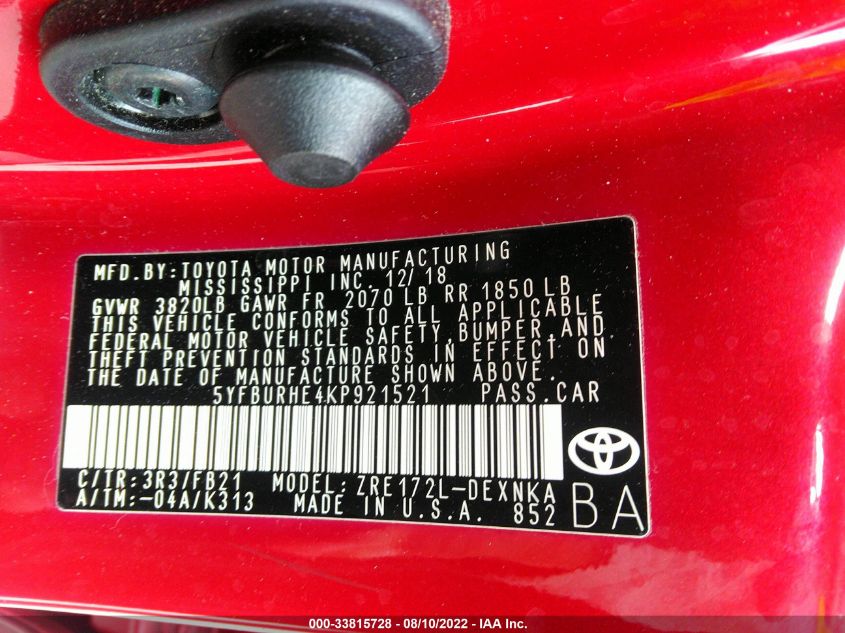 MFD.BY:TOYOTA MOTOR MANUFACTURING
MISSISSIPPI INC. 12/18
GVWR 3820LB GAWR FR 2070 LB RR 1850 LB
THIS VEHICLE CONFORMS TO ALL APPLICABLE
FEDERAL MOTOR VEHICLE SAFETY,BUMPER,AND
THEFT PREVENTION STANDARDS IN EFFECT ON
THE DATE OF MANUFACTURE SHOWN ABOVE.
5YFBURHE4KP921521 PASS.CAR
C/TR:3R3/FB21 MODEL:ZRE172L-DEXNKA
A/TM:-04A/K313 MADE IN U.S.A. 852
BA
000-33815728 - 08/10/2022 - IAA Inc.